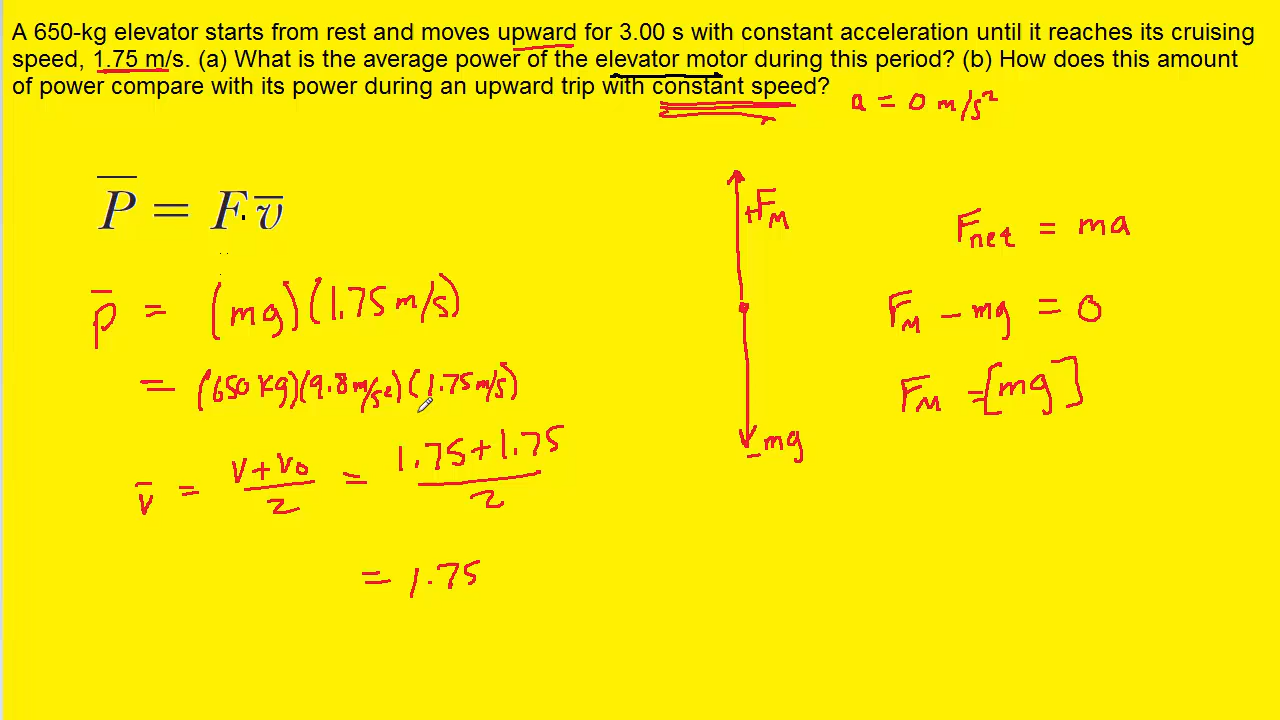 A 650-kg elevator starts from rest and moves upward for 3.00 s with constant acceleration until it reaches its cruising
speed, 1.75 m/s. (a) What is the average power of the elevator motor during this period? (b) How does this amount
of power compare with its power during an upward trip with constant speed?
a = 0 m/s²
P̅ = F·v̅
p̅ = (mg)(1.75 m/s)
= (650 kg)(9.8 m/s²)(1.75 m/s)
v̅ = (v + v₀)/2 = (1.75 + 1.75)/2
= 1.75
+F_M
-mg
F_net = ma
F_M - mg = 0
F_M = [mg]